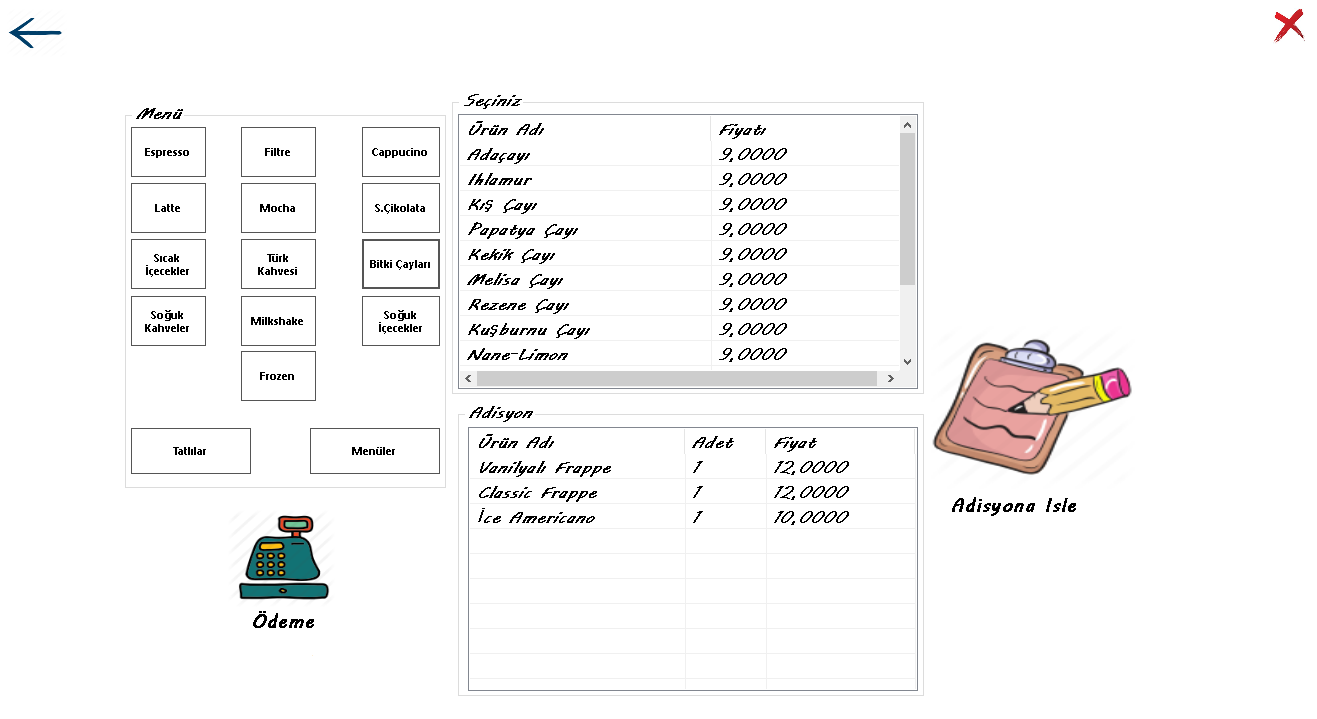 Menü
Espresso
Filtre
Cappucino
Latte
Mocha
S.Çikolata
Sıcak
İçecekler
Türk
Kahvesi
Bitki Çayları
Soğuk
Kahveler
Milkshake
Soğuk
İçecekler
Frozen
Tatlılar
Menüler
Seçiniz
Ürün Adı Fiyatı
Adaçayı 9,0000
Ihlamur 9,0000
Kış Çayı 9,0000
Papatya Çayı 9,0000
Kekik Çayı 9,0000
Melisa Çayı 9,0000
Rezene Çayı 9,0000
Kuşburnu Çayı 9,0000
Nane-Limon 9,0000
Adisyon
Ürün Adı Adet Fiyat
Vanilyalı Frappe 1 12,0000
Classic Frappe 1 12,0000
İce Americano 1 10,0000
Adisyona Isle
Ödeme